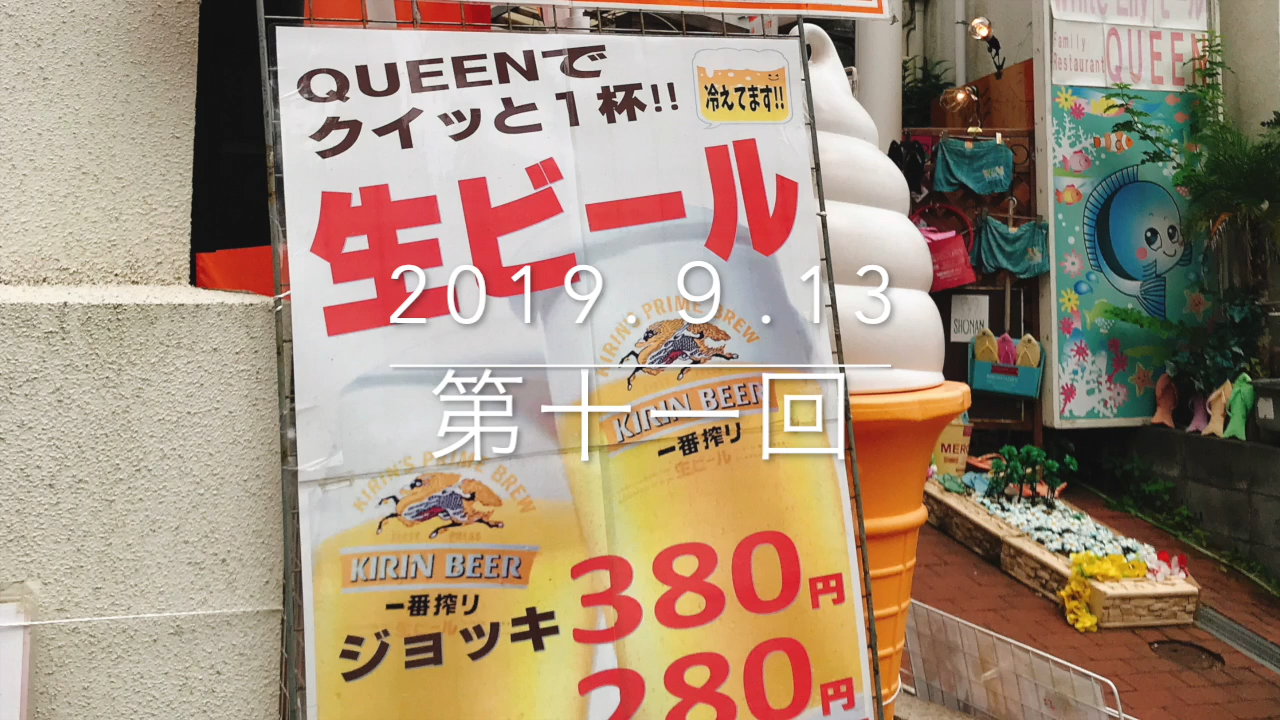 QUEENで
クイッと1杯!!
冷えてます!!
生ビール
2019.9.13
第十一回
KIRIN'S PRIME BREW
KIRIN BEER
一番搾り
生ビール
KIRIN'S PRIME BREW
KIRIN BEER
一番搾り
ジョッキ 380円
280円
Family
Restaurant QUEEN
SHONAN